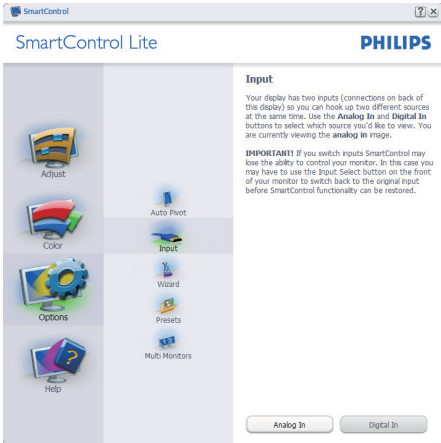 SmartControl
SmartControl Lite
PHILIPS
Adjust
Color
Options
Help
Auto Pivot
Input
Wizard
Presets
Multi Monitors
Input
Your display has two inputs (connections on back of
this display) so you can hook up two different sources
at the same time. Use the Analog In and Digital In
buttons to select which source you'd like to view. You
are currently viewing the analog in image.
IMPORTANT! If you switch inputs SmartControl may
lose the ability to control your monitor. In this case you
may have to use the Input Select button on the front
of your monitor to switch back to the original input
before SmartControl functionality can be restored.
Analog In
Digital In